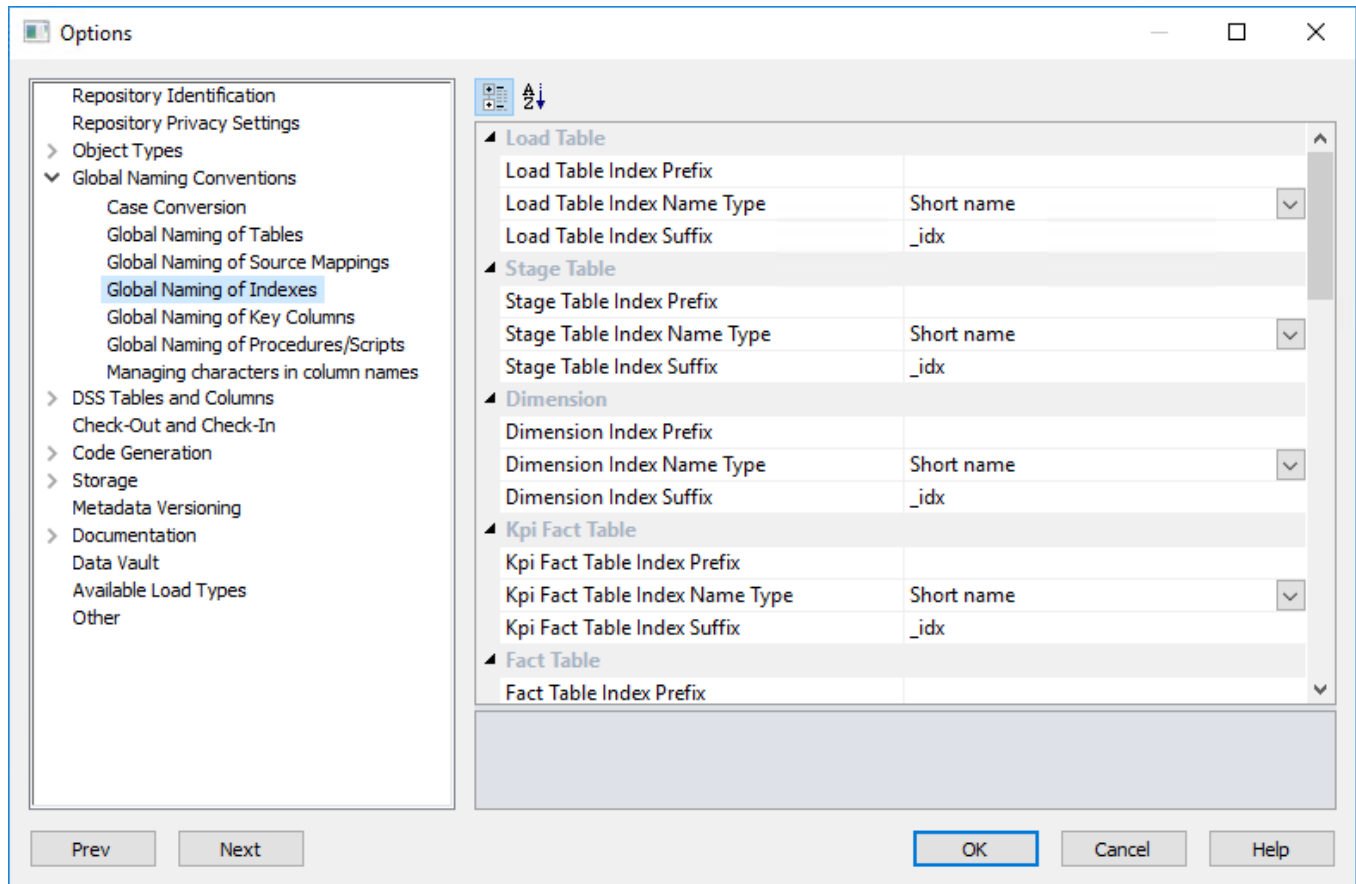 Options
Repository Identification
Repository Privacy Settings
Object Types
Global Naming Conventions
Case Conversion
Global Naming of Tables
Global Naming of Source Mappings
Global Naming of Indexes
Global Naming of Key Columns
Global Naming of Procedures/Scripts
Managing characters in column names
DSS Tables and Columns
Check-Out and Check-In
Code Generation
Storage
Metadata Versioning
Documentation
Data Vault
Available Load Types
Other
Load Table
Load Table Index Prefix
Load Table Index Name Type Short name
Load Table Index Suffix _idx
Stage Table
Stage Table Index Prefix
Stage Table Index Name Type Short name
Stage Table Index Suffix _idx
Dimension
Dimension Index Prefix
Dimension Index Name Type Short name
Dimension Index Suffix _idx
Kpi Fact Table
Kpi Fact Table Index Prefix
Kpi Fact Table Index Name Type Short name
Kpi Fact Table Index Suffix _idx
Fact Table
Fact Table Index Prefix
Prev Next OK Cancel Help